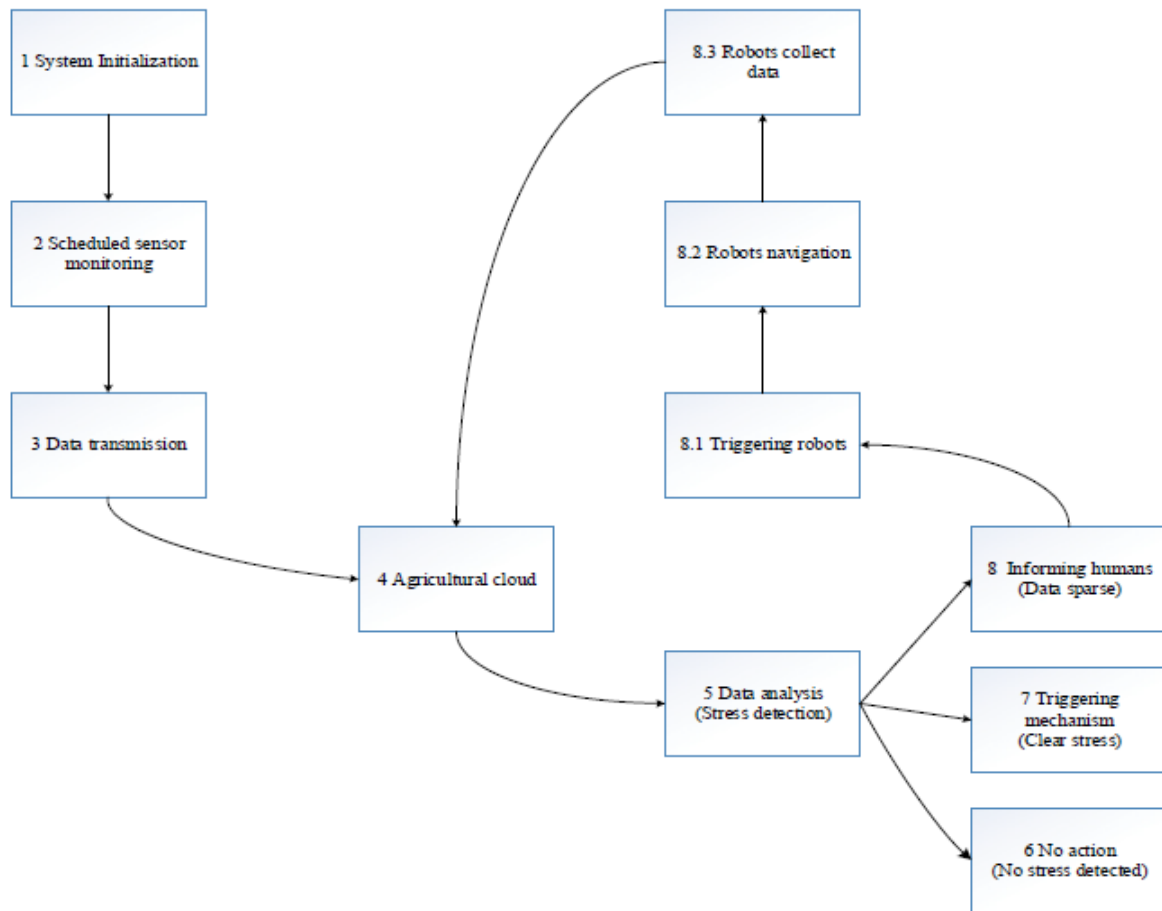 1 System Initialization
2 Scheduled sensor
monitoring
3 Data transmission
4 Agricultural cloud
5 Data analysis
(Stress detection)
6 No action
(No stress detected)
7 Triggering
mechanism
(Clear stress)
8 Informing humans
(Data sparse)
8.1 Triggering robots
8.2 Robots navigation
8.3 Robots collect
data